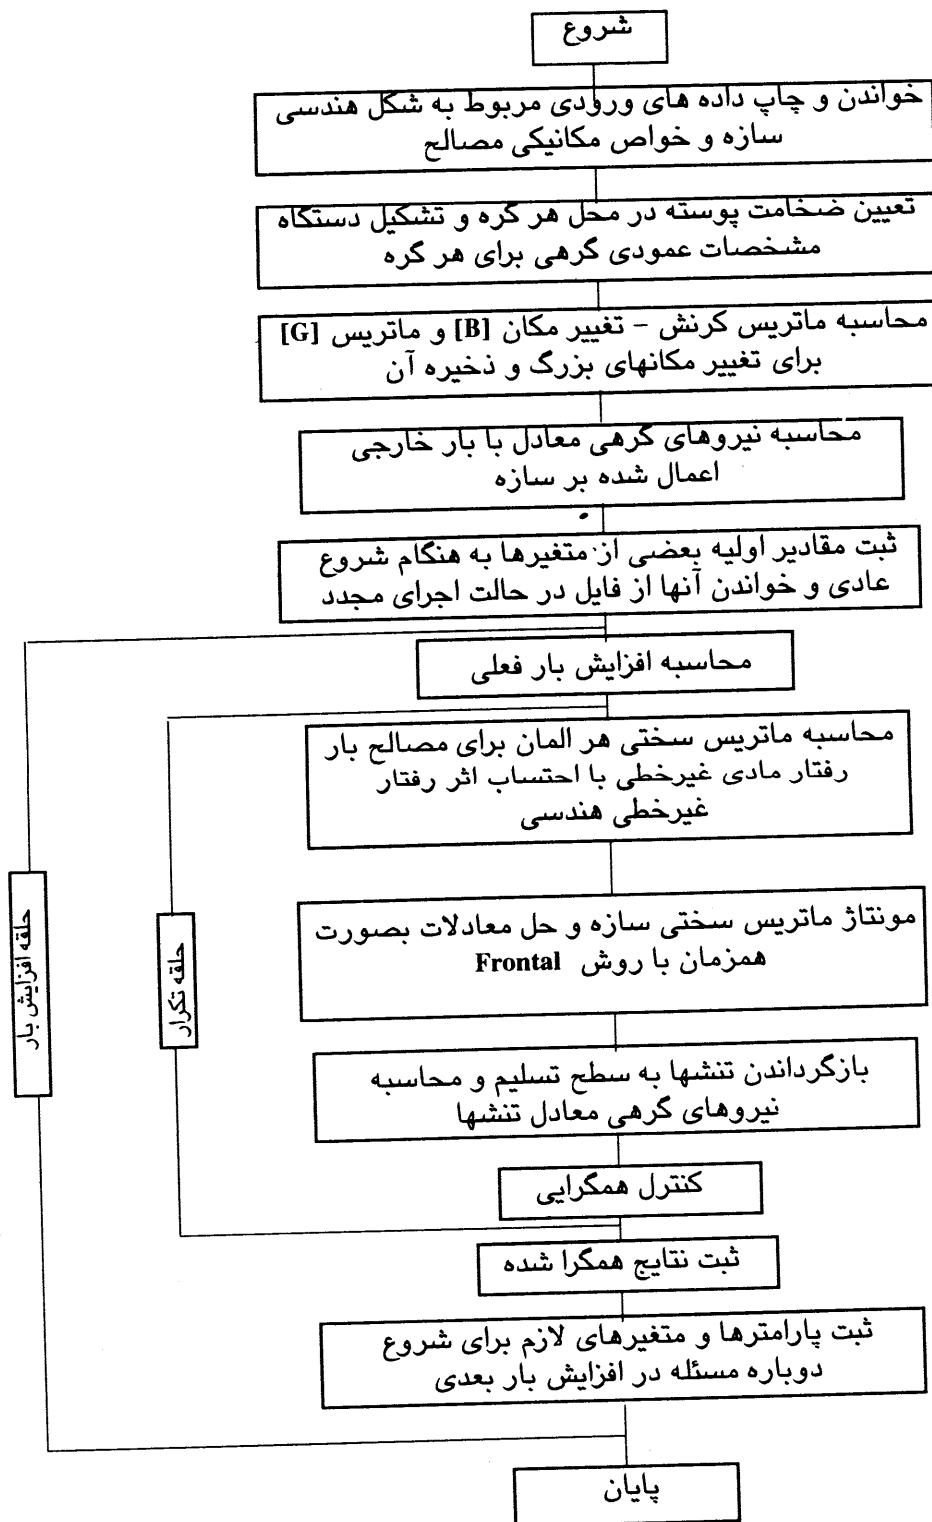 شروع
خواندن و چاپ داده های ورودی مربوط به شکل هندسی
سازه و خواص مکانیکی مصالح
تعیین ضخامت پوسته در محل هر گره و تشکیل دستگاه
مشخصات عمودی گرهی برای هر گره
محاسبه ماتریس کرنش – تغییر مکان [B] و ماتریس [G]
برای تغییر مکانهای بزرگ و ذخیره آن
محاسبه نیروهای گرهی معادل با بار خارجی
اعمال شده بر سازه
ثبت مقادیر اولیه بعضی از متغیرها به هنگام شروع
عادی و خواندن آنها از فایل در حالت اجرای مجدد
محاسبه افزایش بار فعلی
محاسبه ماتریس سختی هر المان برای مصالح بار
رفتار مادی غیرخطی با احتساب اثر رفتار
غیرخطی هندسی
مونتاژ ماتریس سختی سازه و حل معادلات بصورت
همزمان با روش Frontal
بازگرداندن تنشها به سطح تسلیم و محاسبه
نیروهای گرهی معادل تنشها
کنترل همگرایی
ثبت نتایج همگرا شده
ثبت پارامترها و متغیرهای لازم برای شروع
دوباره مسئله در افزایش بار بعدی
پایان
حلقه تکرار
حلقه افزایش بار